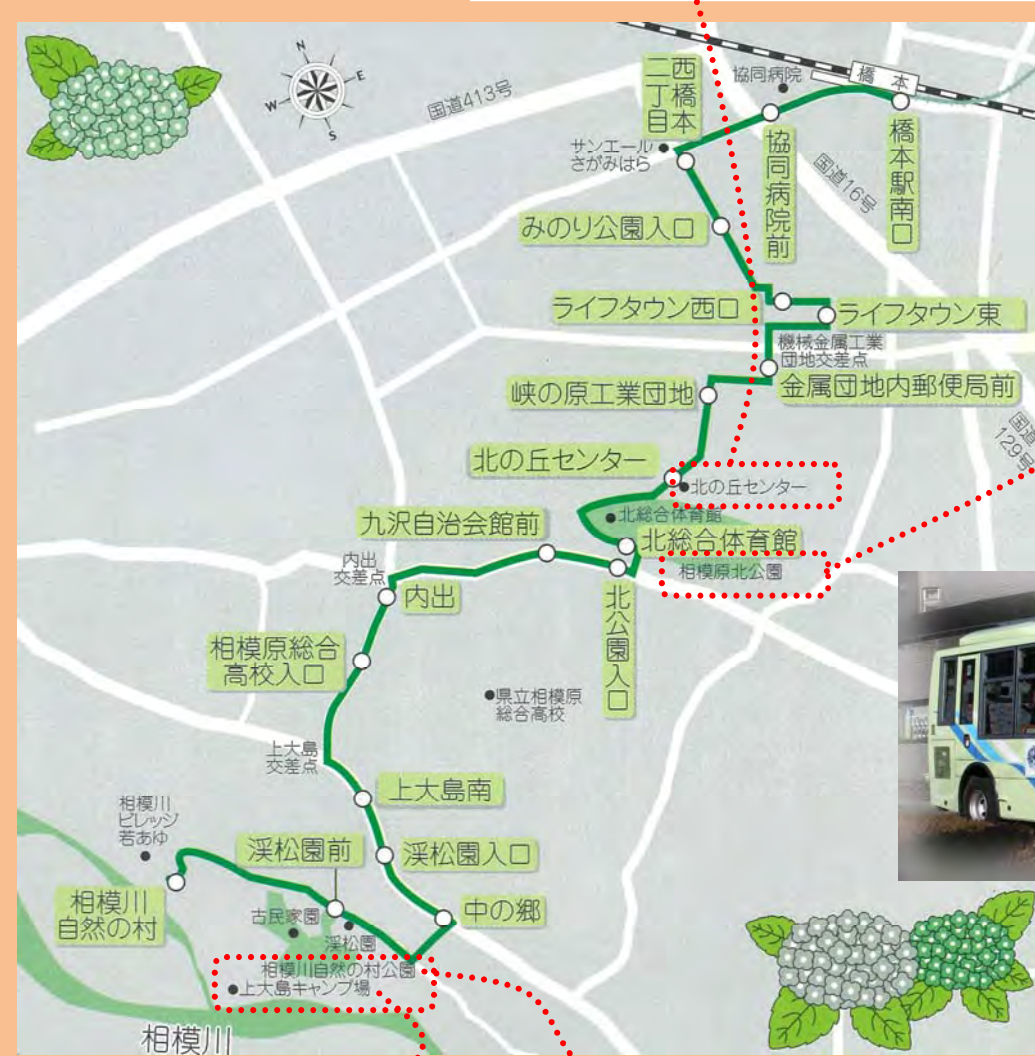 N
E
W
S
国道413号
西橋本
二丁目
協同病院
橋本
サンエール
さがみはら
協同病院前
国道16号
橋本駅南口
みのり公園入口
ライフタウン西口
ライフタウン東
機械金属工業
団地交差点
金属団地内郵便局前
峡の原工業団地
国道
129号
北の丘センター
北の丘センター
北総合体育館
九沢自治会館前
北総合体育館
相模原北公園
内出
交差点
内出
北公園入口
相模原総合
高校入口
県立相模原
総合高校
上大島
交差点
上大島南
相模川
ビレッジ
若あゆ
渓松園前
渓松園入口
相模川
自然の村
中の郷
古民家園
渓松園
相模川自然の村公園
上大島キャンプ場
相模川